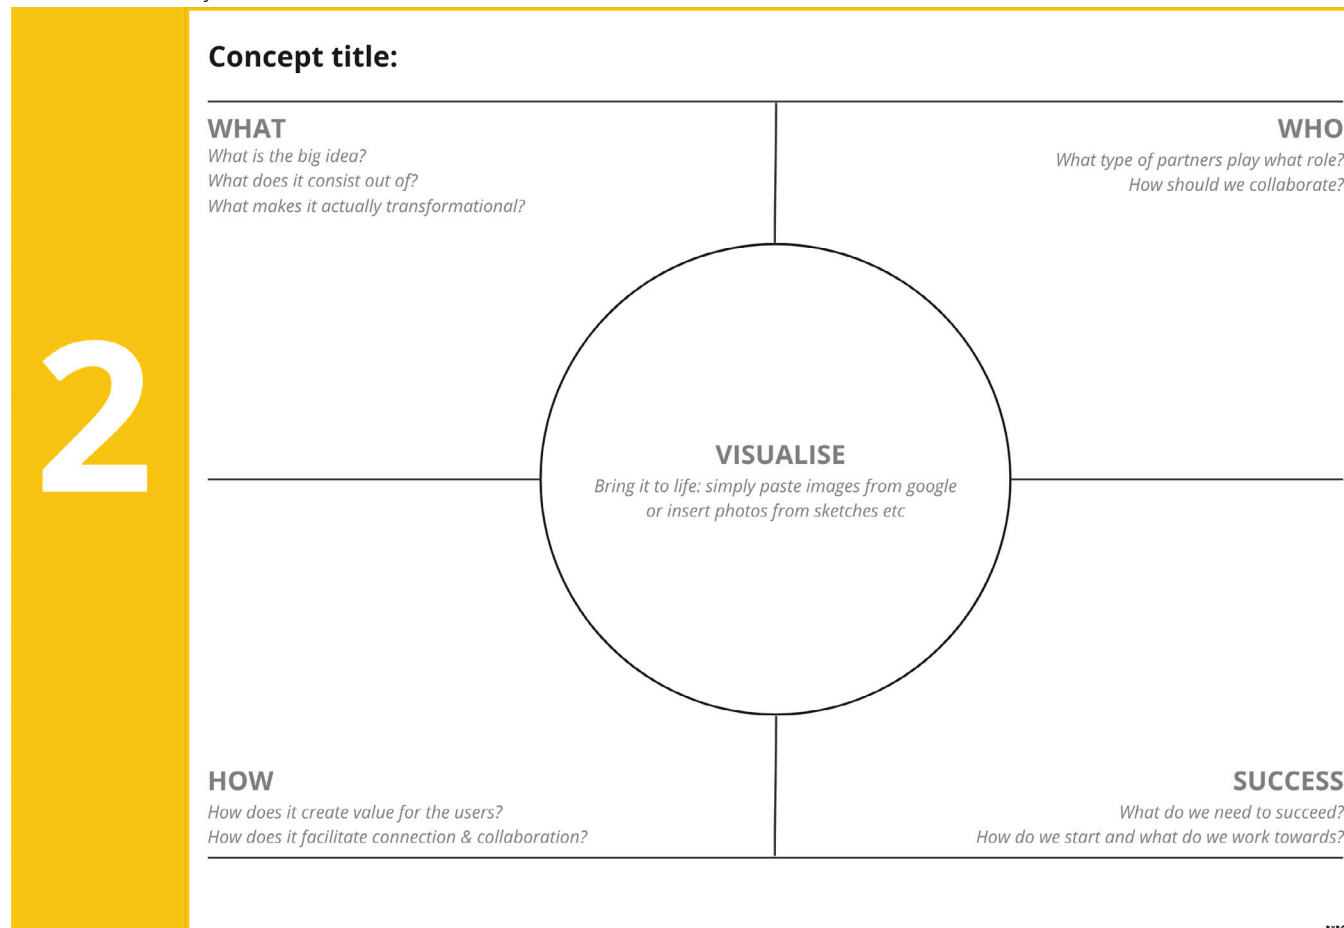 Concept title:
WHAT
What is the big idea?
What does it consist out of?
What makes it actually transformational?
WHO
What type of partners play what role?
How should we collaborate?
2
VISUALISE
Bring it to life: simply paste images from google
or insert photos from sketches etc
HOW
How does it create value for the users?
How does it facilitate connection & collaboration?
SUCCESS
What do we need to succeed?
How do we start and what do we work towards?